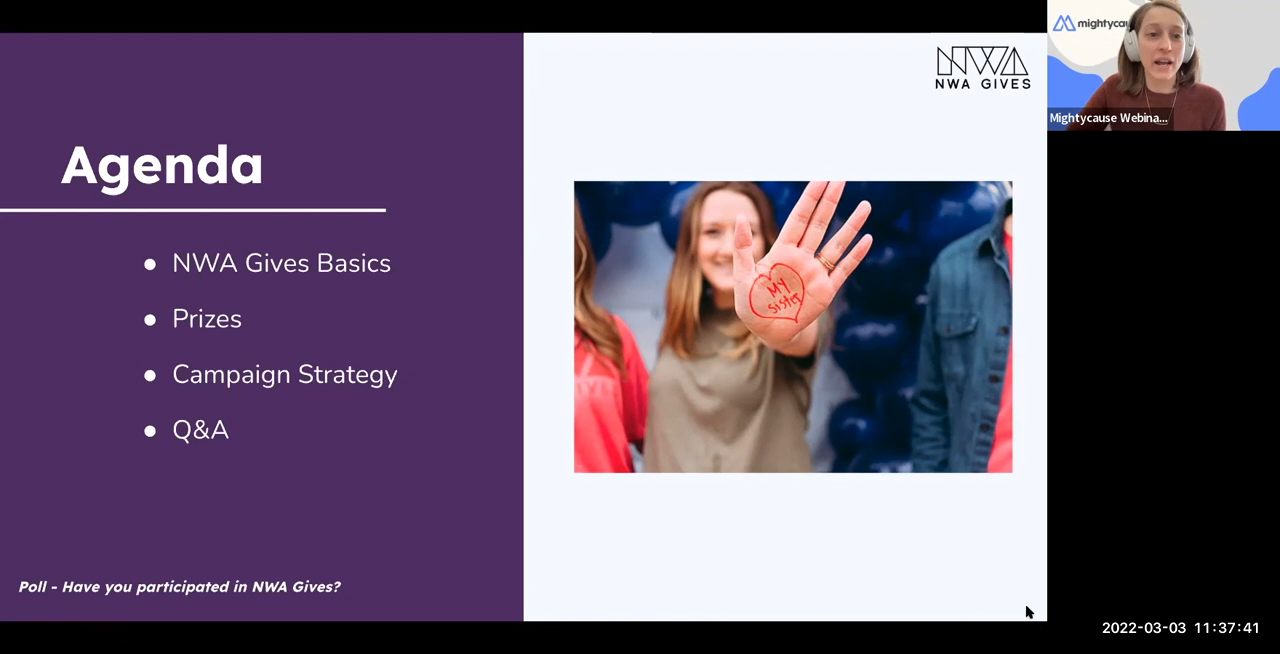 Agenda
● NWA Gives Basics
● Prizes
● Campaign Strategy
● Q&A
Poll - Have you participated in NWA Gives?
NWA
NWA GIVES
My
sister
mightycau
Mightycause Webina...
2022-03-03 11:37:41